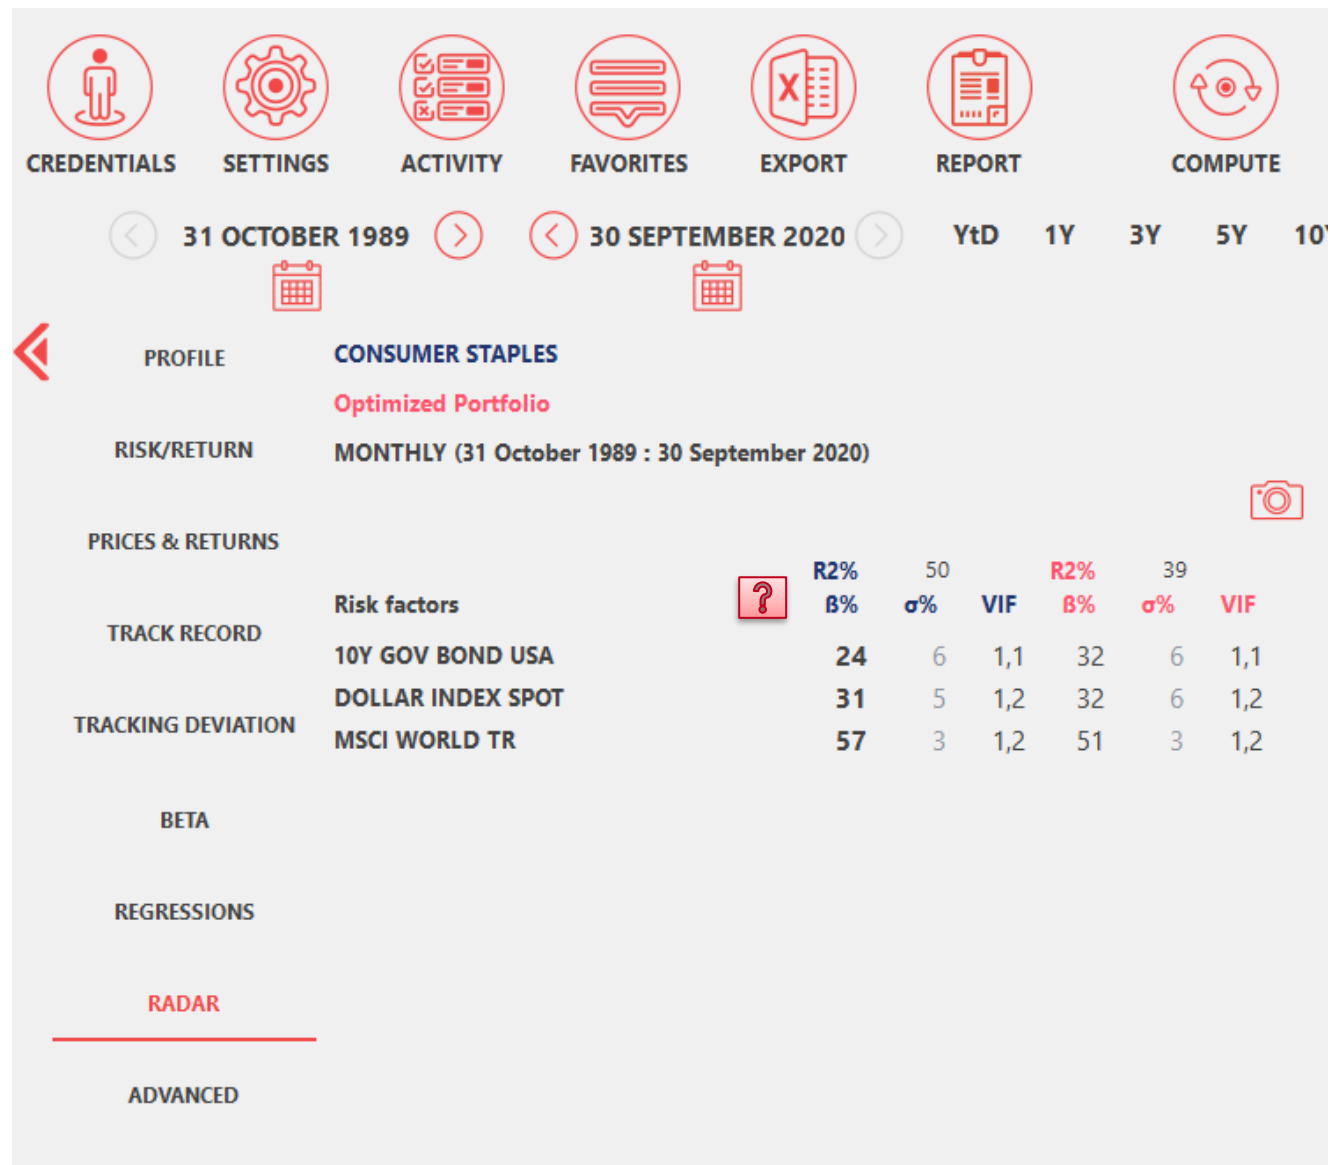 CREDENTIALS SETTINGS ACTIVITY FAVORITES EXPORT REPORT COMPUTE
31 OCTOBER 1989 30 SEPTEMBER 2020 YtD 1Y 3Y 5Y 10Y
PROFILE CONSUMER STAPLES
Optimized Portfolio
RISK/RETURN MONTHLY (31 October 1989 : 30 September 2020)
PRICES & RETURNS
R2% 50 R2% 39
Risk factors ? ß% σ% VIF ß% σ% VIF
TRACK RECORD
10Y GOV BOND USA 24 6 1,1 32 6 1,1
DOLLAR INDEX SPOT 31 5 1,2 32 6 1,2
TRACKING DEVIATION
MSCI WORLD TR 57 3 1,2 51 3 1,2
BETA
REGRESSIONS
RADAR
ADVANCED